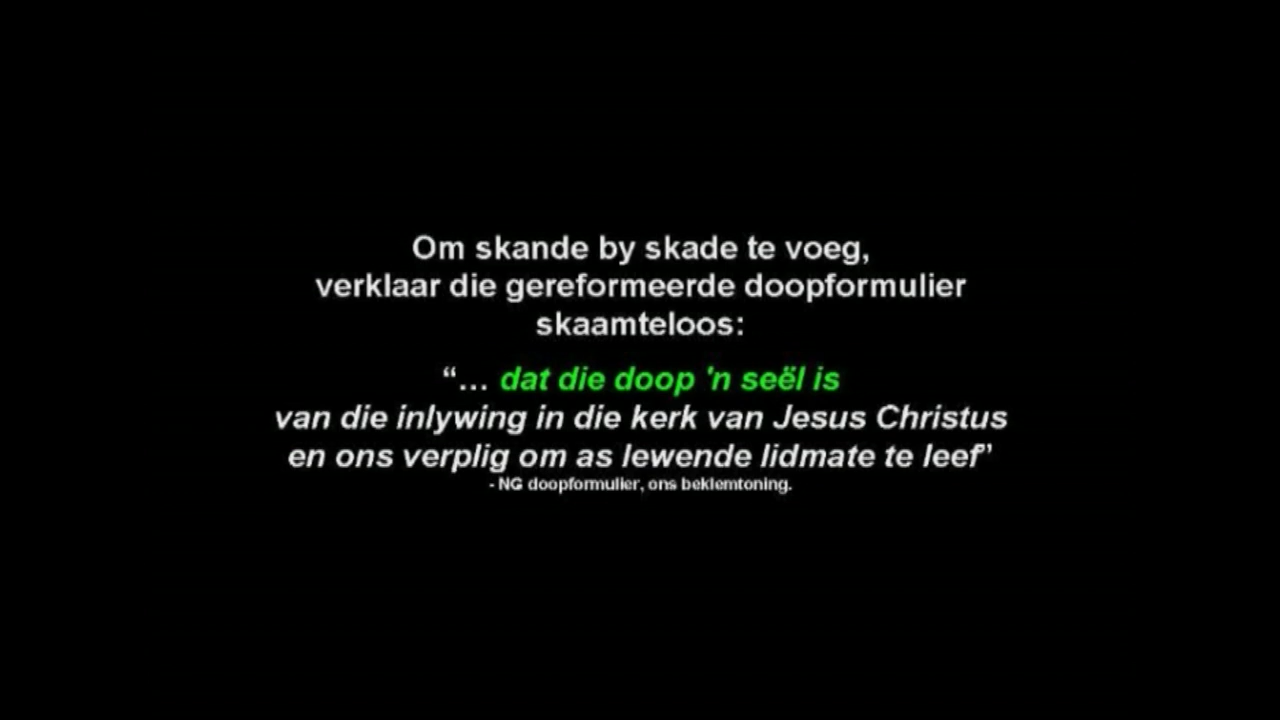 Om skande by skade te voeg,
verklaar die gereformeerde doopformulier
skaamteloos:
“… dat die doop 'n seël is
van die inlywing in die kerk van Jesus Christus
en ons verplig om as lewende lidmate te leef”
- NG doopformulier, ons beklemtoning.